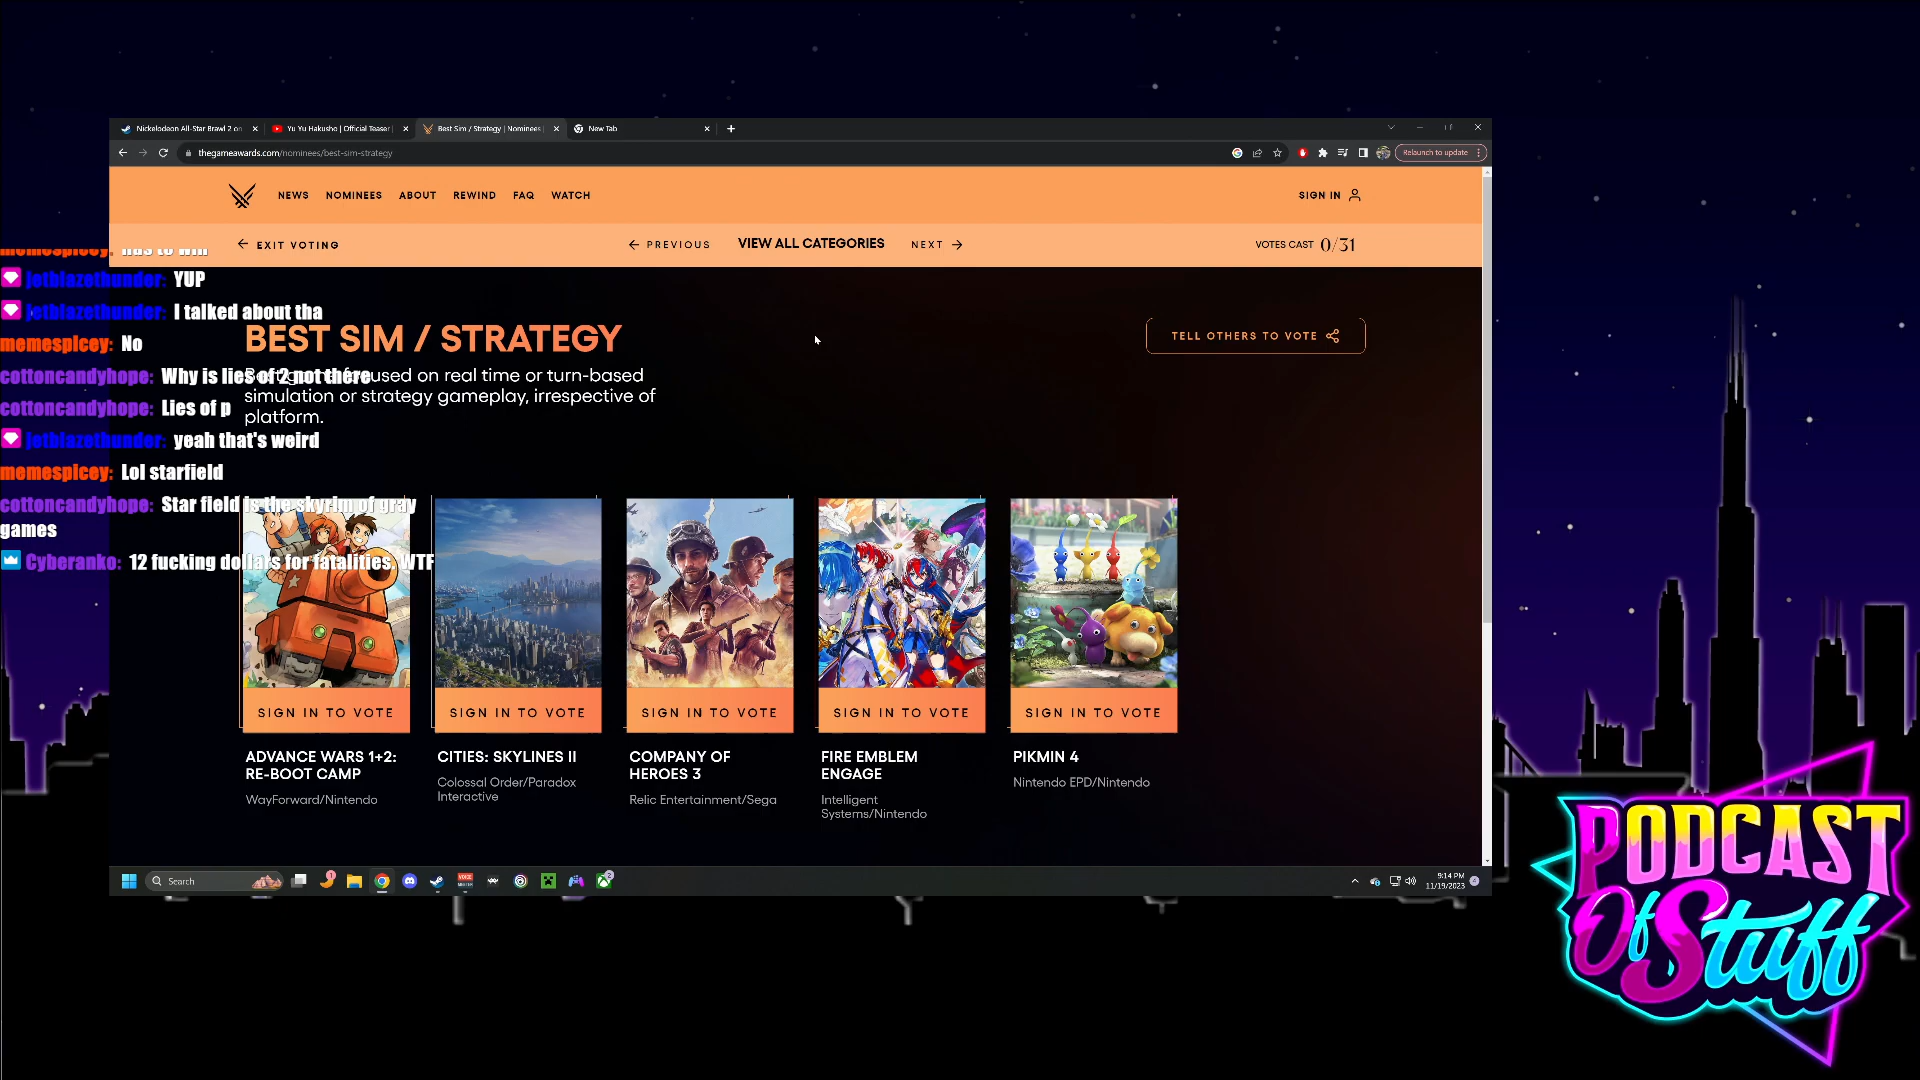 Nickelodeon All-Star Brawl 2 on
Yu Yu Hakusho | Official Teaser
Best Sim / Strategy | Nominees |
New Tab
thegameawards.com/nominees/best-sim-strategy
Relaunch to update
NEWS
NOMINEES
ABOUT
REWIND
FAQ
WATCH
SIGN IN
EXIT VOTING
PREVIOUS
VIEW ALL CATEGORIES
NEXT
VOTES CAST 0/31
memespicey: has to win
jetblazethunder: YUP
jetblazethunder: I talked about tha
memespicey: No
cottoncandyhope: Why is lies of 2 not there
cottoncandyhope: Lies of p
jetblazethunder: yeah that's weird
memespicey: Lol starfield
cottoncandyhope: Star field is the skyrim of gray
games
Cyberanko: 12 fucking dollars for fatalities. WTF
BEST SIM / STRATEGY
focused on real time or turn-based
simulation or strategy gameplay, irrespective of
platform.
TELL OTHERS TO VOTE
SIGN IN TO VOTE
SIGN IN TO VOTE
SIGN IN TO VOTE
SIGN IN TO VOTE
SIGN IN TO VOTE
ADVANCE WARS 1+2:
RE-BOOT CAMP
WayForward/Nintendo
CITIES: SKYLINES II
Colossal Order/Paradox
Interactive
COMPANY OF
HEROES 3
Relic Entertainment/Sega
FIRE EMBLEM
ENGAGE
Intelligent
Systems/Nintendo
PIKMIN 4
Nintendo EPD/Nintendo
Search
9:14 PM
11/19/2023
PODCAST
Of Stuff